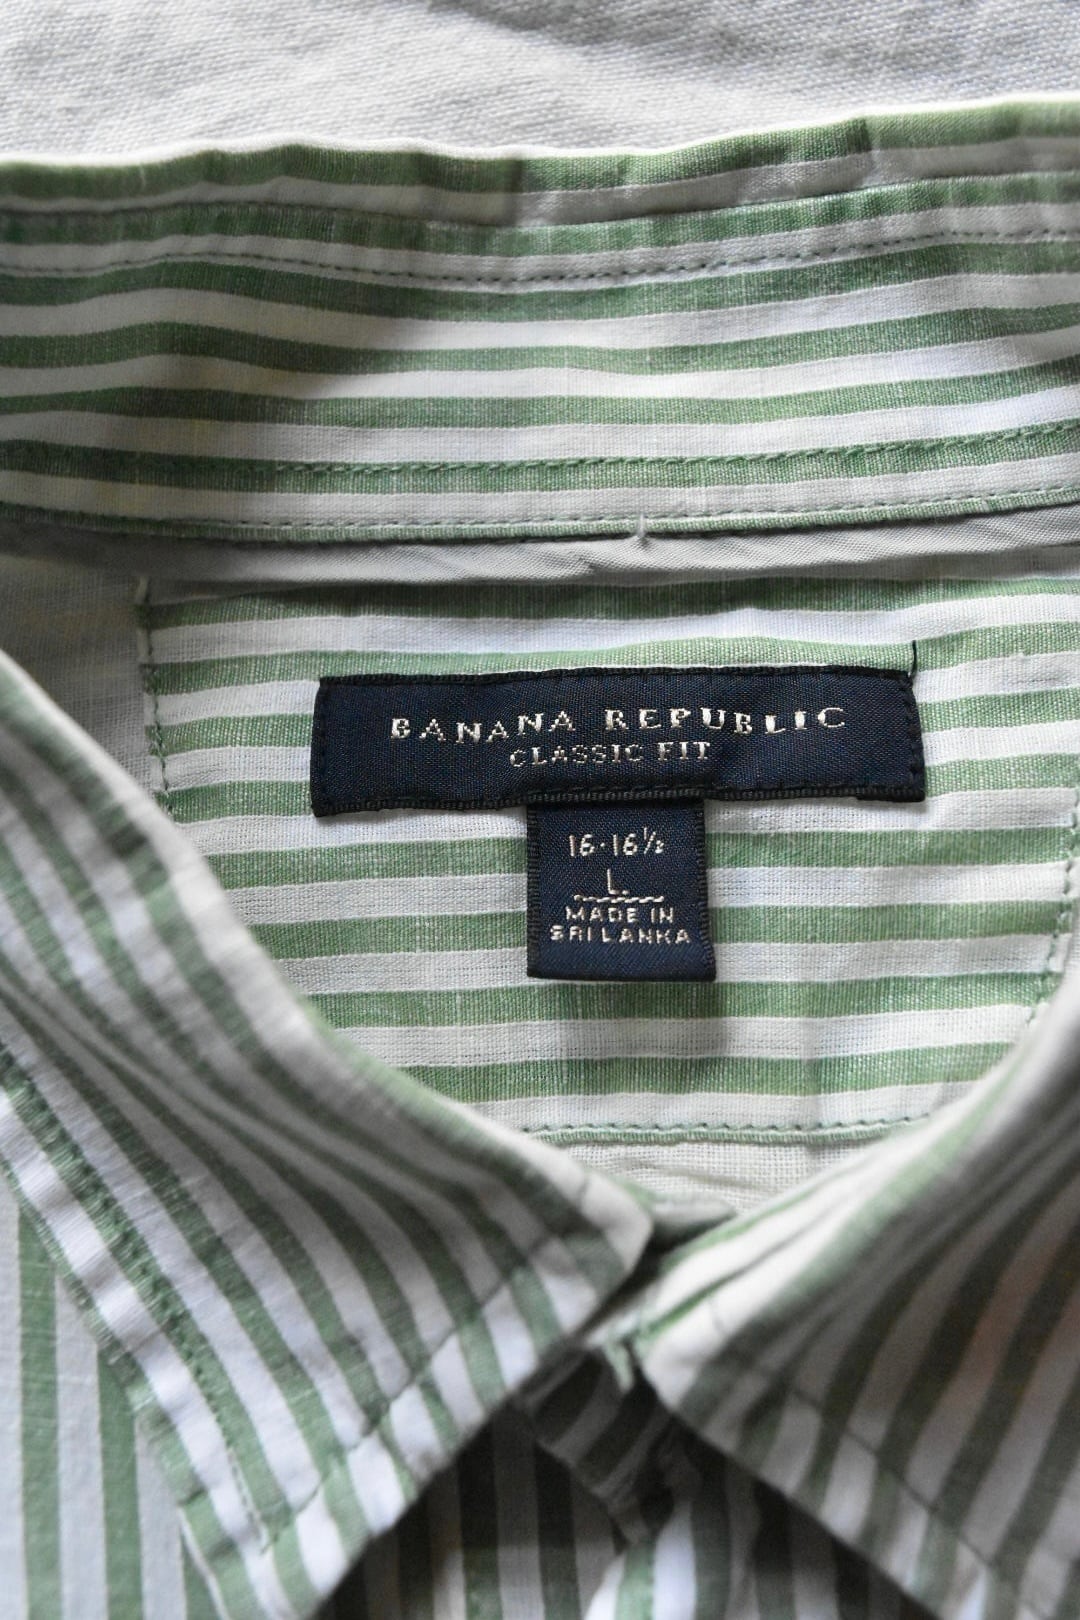 BANANA REPUBLIC
CLASSIC FIT
16-16½
L
MADE IN
SRI LANKA